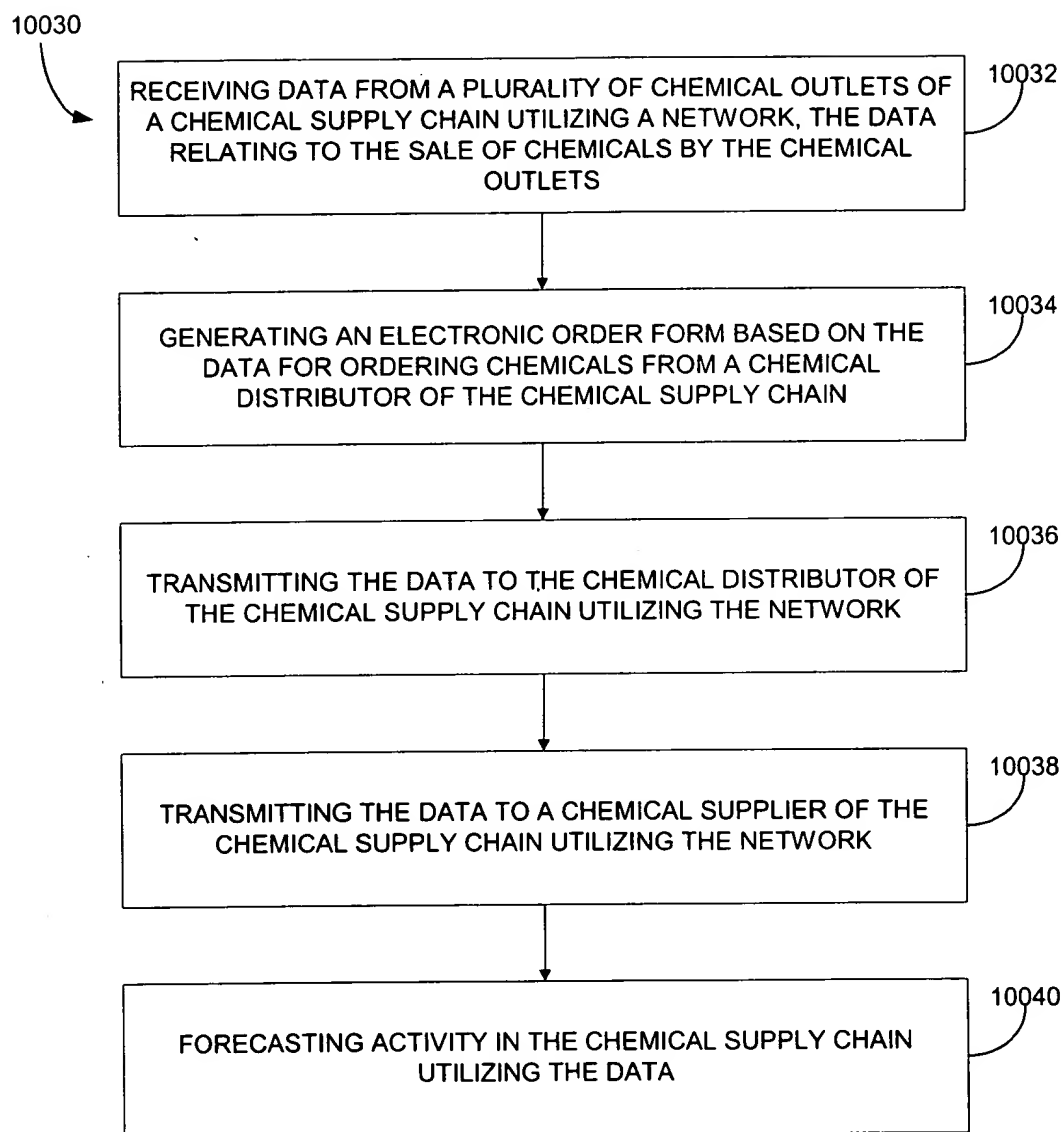 10030
10032
RECEIVING DATA FROM A PLURALITY OF CHEMICAL OUTLETS OF
A CHEMICAL SUPPLY CHAIN UTILIZING A NETWORK, THE DATA
RELATING TO THE SALE OF CHEMICALS BY THE CHEMICAL
OUTLETS
10034
GENERATING AN ELECTRONIC ORDER FORM BASED ON THE
DATA FOR ORDERING CHEMICALS FROM A CHEMICAL
DISTRIBUTOR OF THE CHEMICAL SUPPLY CHAIN
10036
TRANSMITTING THE DATA TO THE CHEMICAL DISTRIBUTOR OF
THE CHEMICAL SUPPLY CHAIN UTILIZING THE NETWORK
10038
TRANSMITTING THE DATA TO A CHEMICAL SUPPLIER OF THE
CHEMICAL SUPPLY CHAIN UTILIZING THE NETWORK
10040
FORECASTING ACTIVITY IN THE CHEMICAL SUPPLY CHAIN
UTILIZING THE DATA